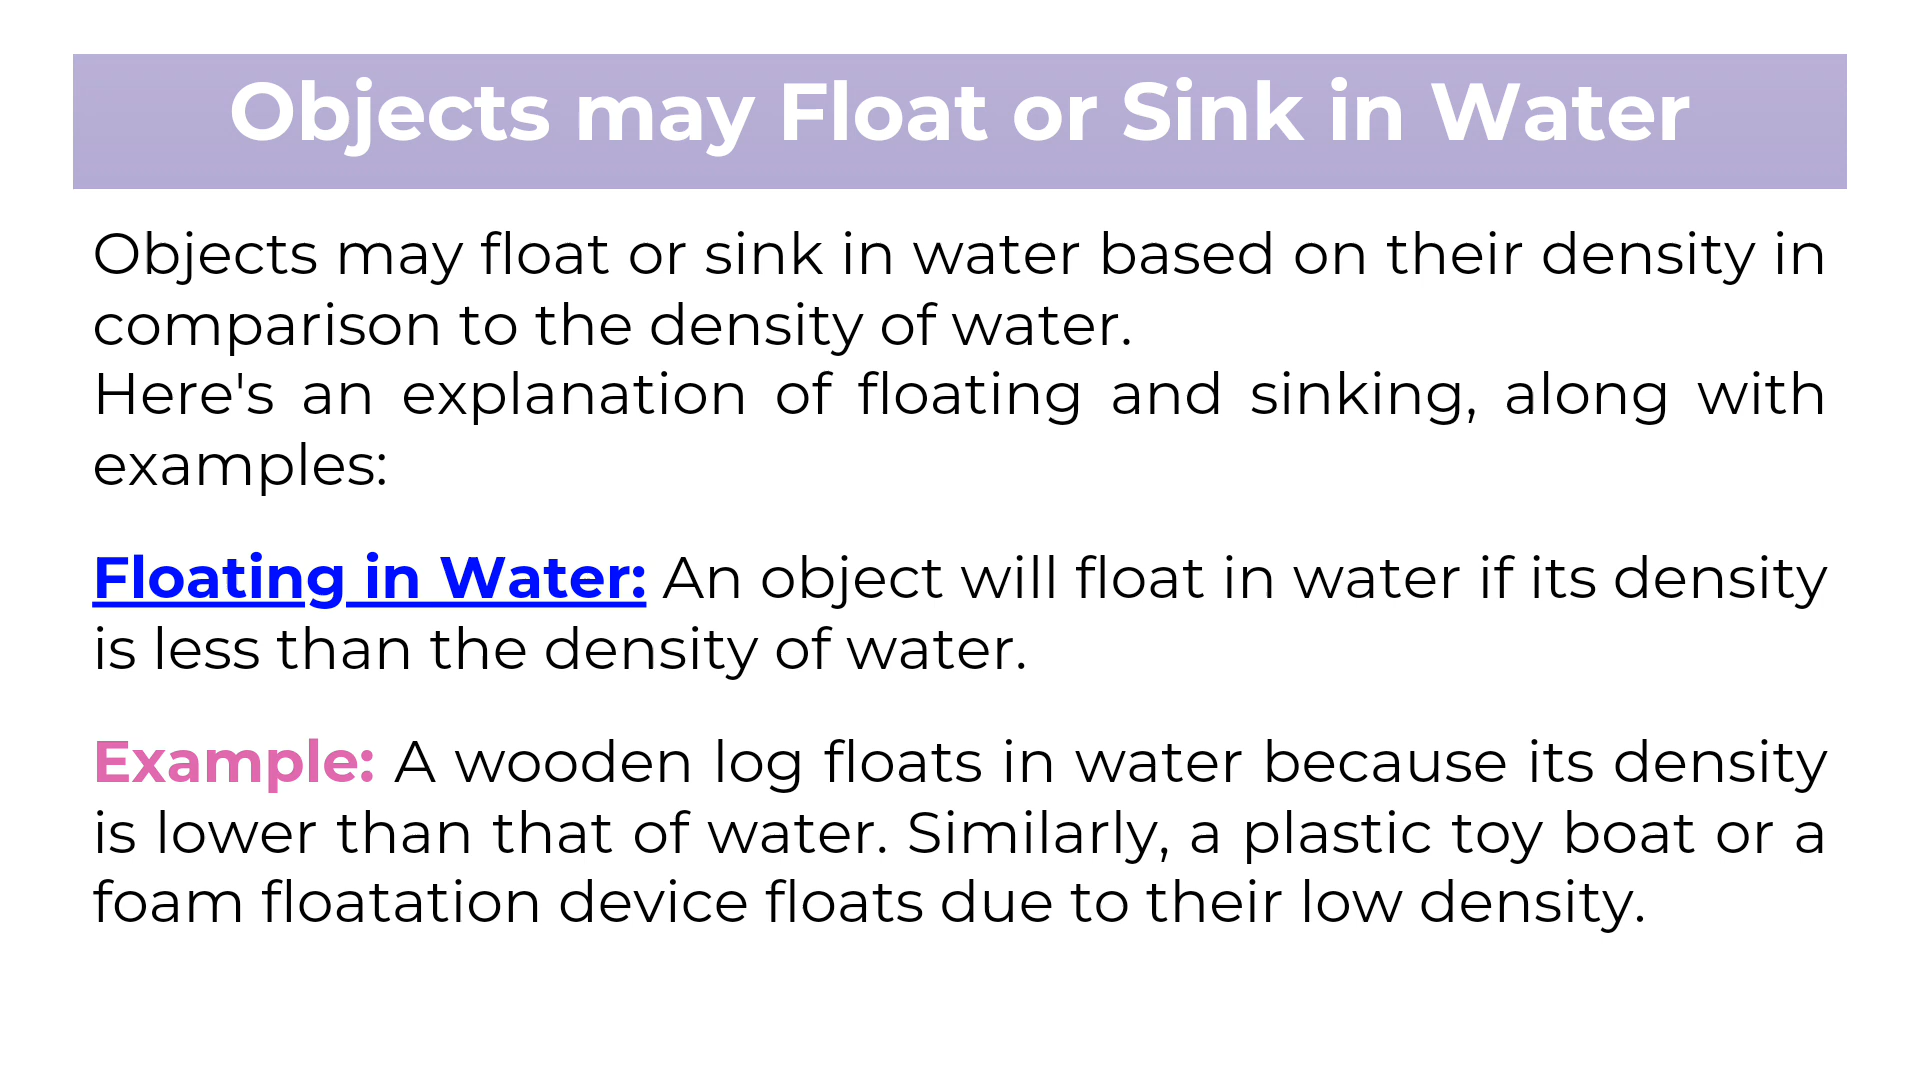 Objects may Float or Sink in Water
Objects may float or sink in water based on their density in
comparison to the density of water.
Here's an explanation of floating and sinking, along with
examples:
Floating in Water: An object will float in water if its density
is less than the density of water.
Example: A wooden log floats in water because its density
is lower than that of water. Similarly, a plastic toy boat or a
foam floatation device floats due to their low density.